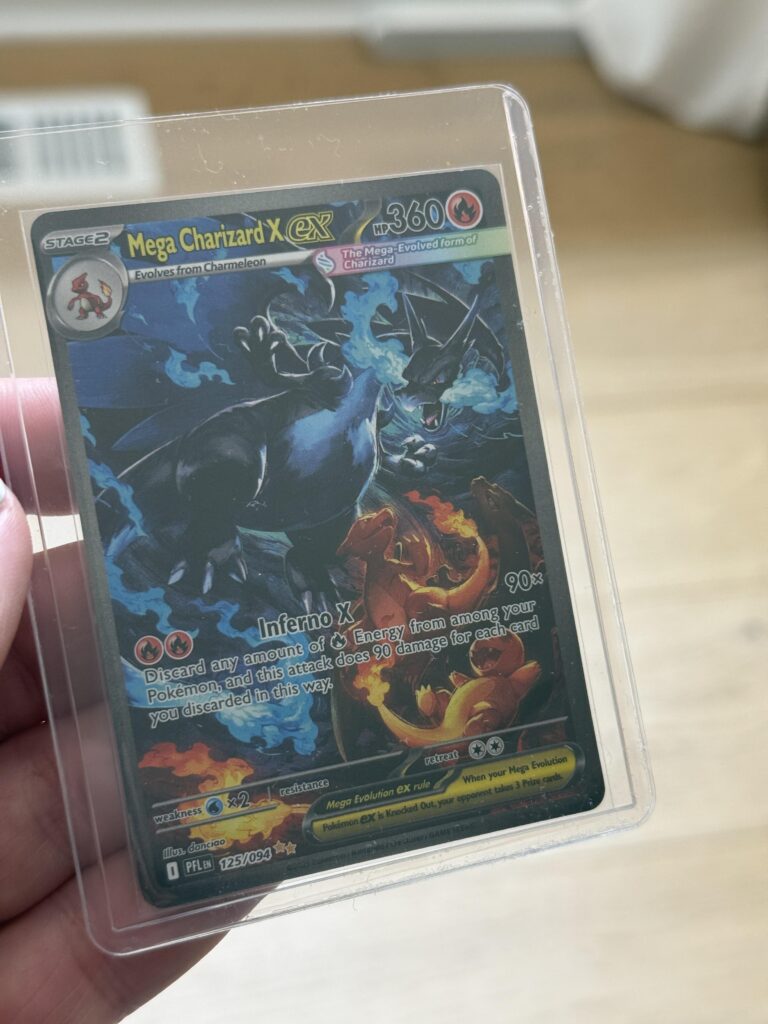 STAGE2
Mega Charizard X ex
HP360
Evolves from Charmeleon
The Mega-Evolved form of
Charizard
Inferno X
90×
Discard any amount of Energy from among your
Pokémon, and this attack does 90 damage for each card
you discarded in this way.
weakness ×2
resistance
retreat
Mega Evolution ex rule
When your Mega Evolution
Pokémon ex is Knocked Out, your opponent takes 3 Prize cards.
Illus. danciao
I PFL EN 125/094